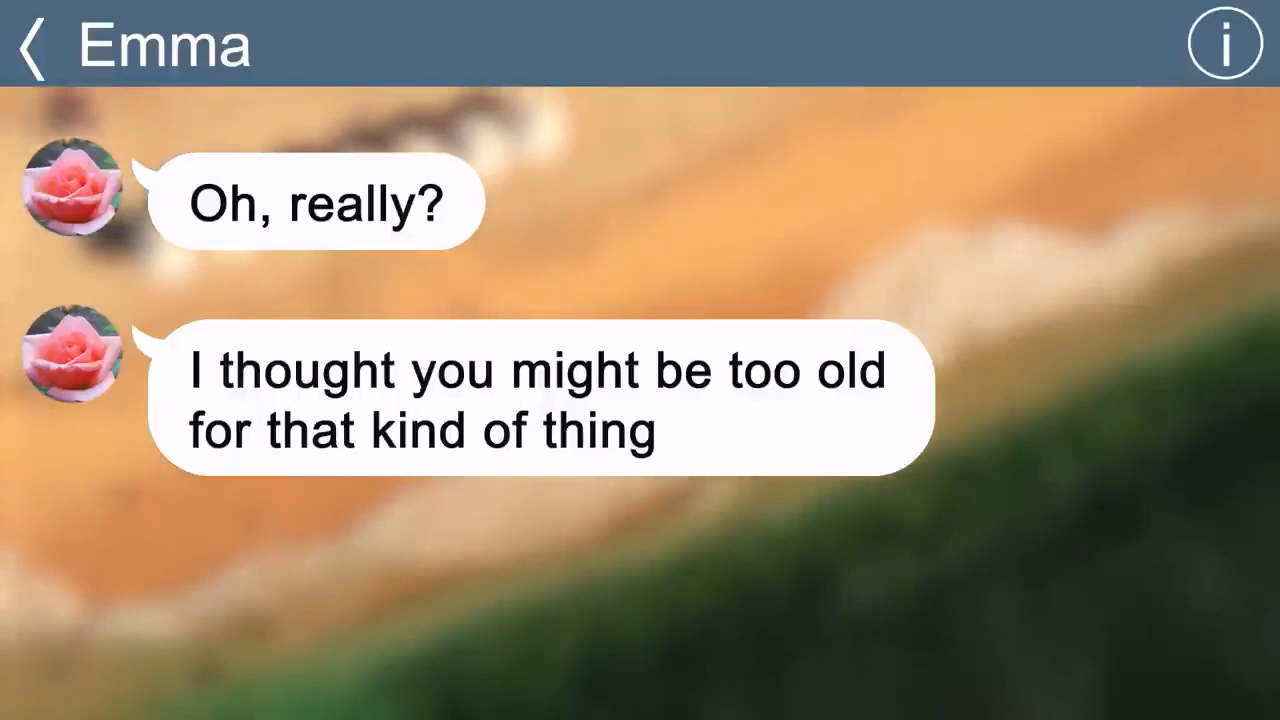 Emma
i
Oh, really?
I thought you might be too old
for that kind of thing